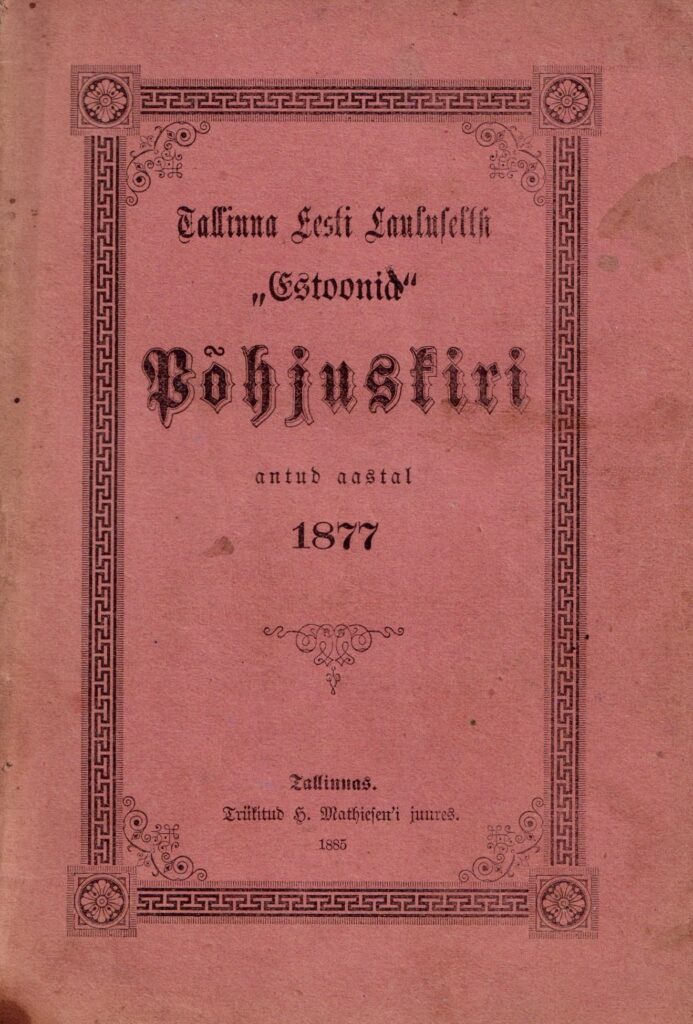 Tallinna Eesti Lauluseltsi
„Estoonia“
Põhjuskiri
antud aastal
1877
Tallinnas.
Trükitud H. Mathiesen'i juures.
1885